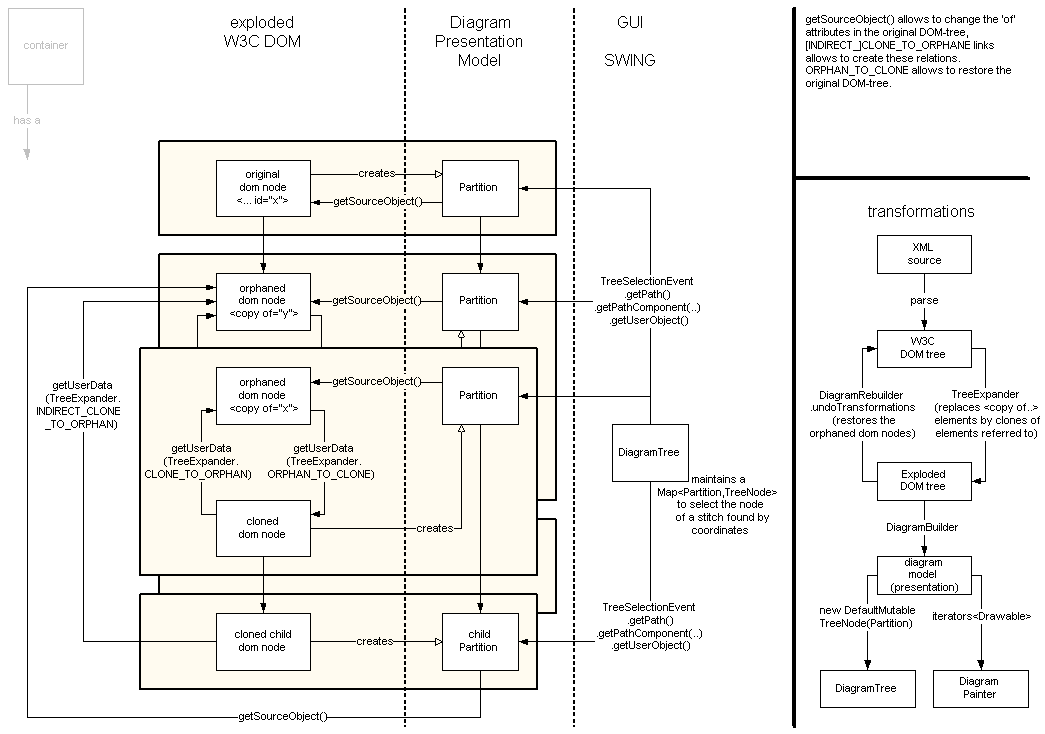 container
has a
exploded
W3C DOM
Diagram
Presentation
Model
GUI
SWING
getSourceObject() allows to change the 'of'
attributes in the original DOM-tree,
[INDIRECT_]CLONE_TO_ORPHANE links
allows to create these relations.
ORPHAN_TO_CLONE allows to restore the
original DOM-tree.
original
dom node
<... id="x">
creates
getSourceObject()
Partition
orphaned
dom node
<copy of="y">
getSourceObject()
Partition
TreeSelectionEvent
.getPath()
.getPathComponent(..)
.getUserObject()
getUserData
(TreeExpander.
INDIRECT_CLONE
_TO_ORPHAN)
orphaned
dom node
<copy of="x">
getSourceObject()
Partition
getUserData
(TreeExpander.
CLONE_TO_ORPHAN)
getUserData
(TreeExpander.
ORPHAN_TO_CLONE)
cloned
dom node
creates
DiagramTree
maintains a
Map<Partition,TreeNode>
to select the node
of a stitch found by
coordinates
cloned child
dom node
creates
child
Partition
TreeSelectionEvent
.getPath()
.getPathComponent(..)
.getUserObject()
getSourceObject()
transformations
XML
source
parse
W3C
DOM tree
DiagramRebuilder
.undoTransformations
(restores the
orphaned dom nodes)
TreeExpander
(replaces <copy of..>
elements by clones of
elements referred to)
Exploded
DOM tree
DiagramBuilder
diagram
model
(presentation)
new DefaultMutable
TreeNode(Partition)
iterators<Drawable>
DiagramTree
Diagram
Painter